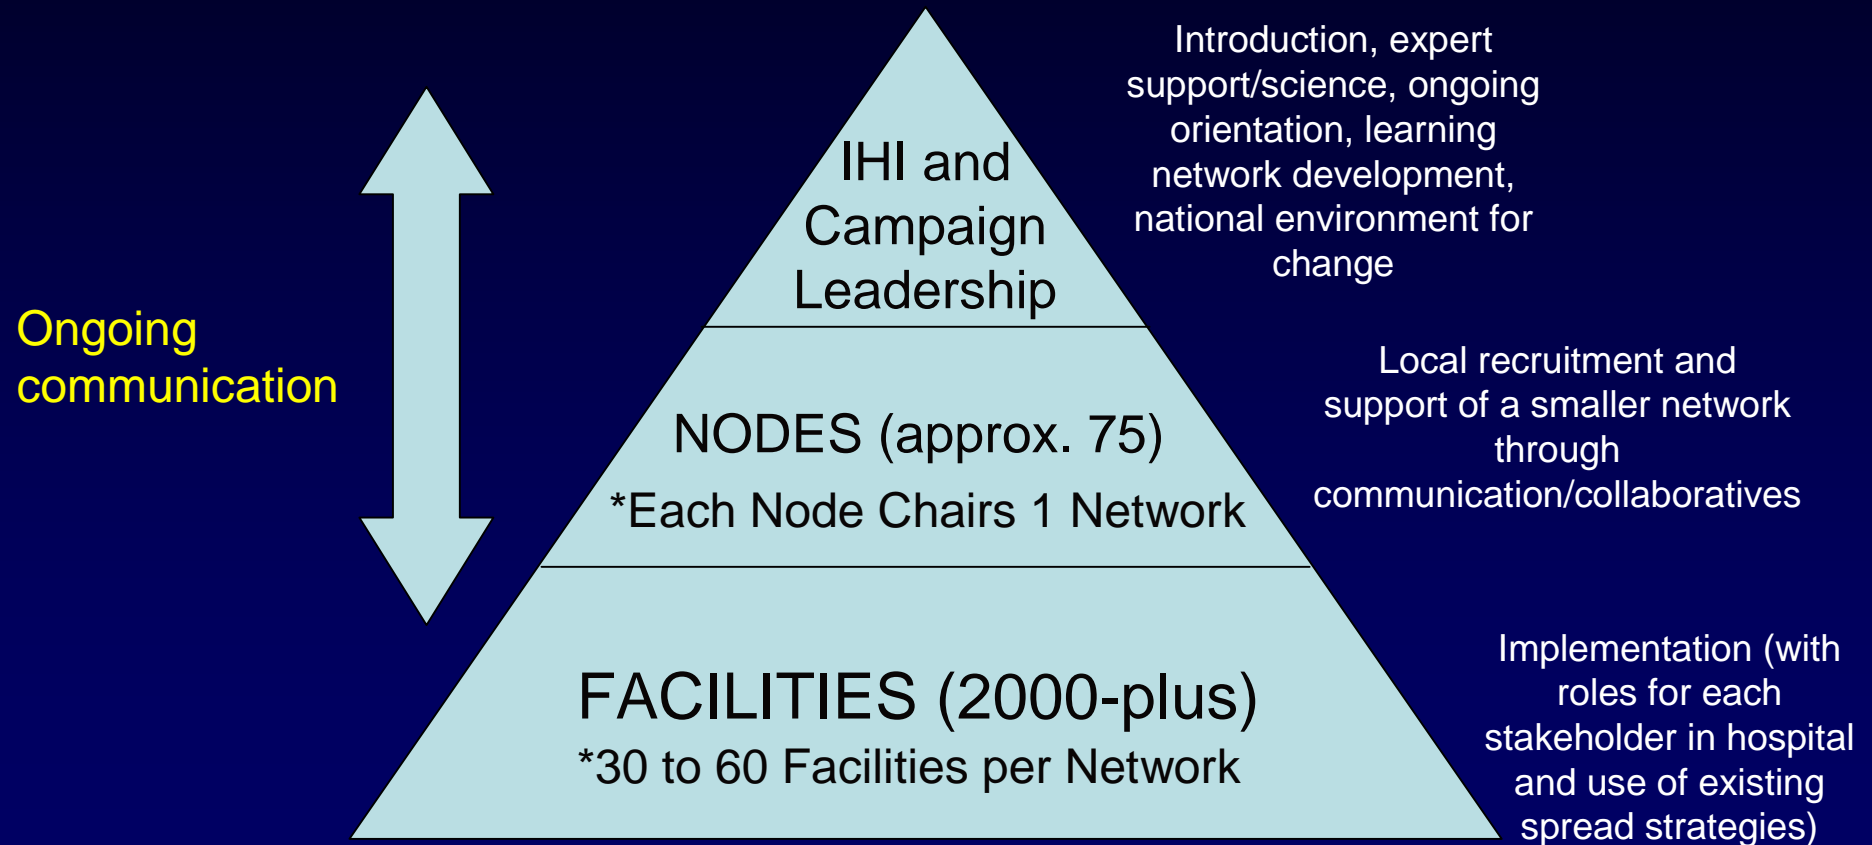 Ongoing
communication
IHI and
Campaign
Leadership
NODES (approx. 75)
*Each Node Chairs 1 Network
FACILITIES (2000-plus)
*30 to 60 Facilities per Network
Introduction, expert
support/science, ongoing
orientation, learning
network development,
national environment for
change
Local recruitment and
support of a smaller network
through
communication/collaboratives
Implementation (with
roles for each
stakeholder in hospital
and use of existing
spread strategies)